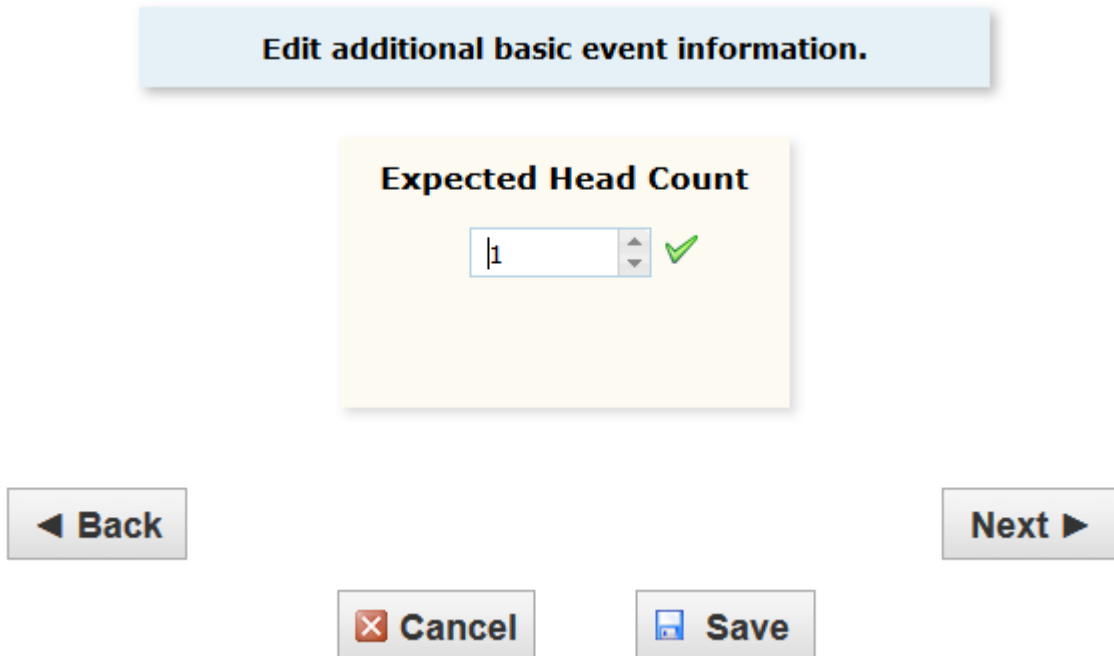 Edit additional basic event information.
Expected Head Count
1
◄ Back
Next ►
Cancel
Save